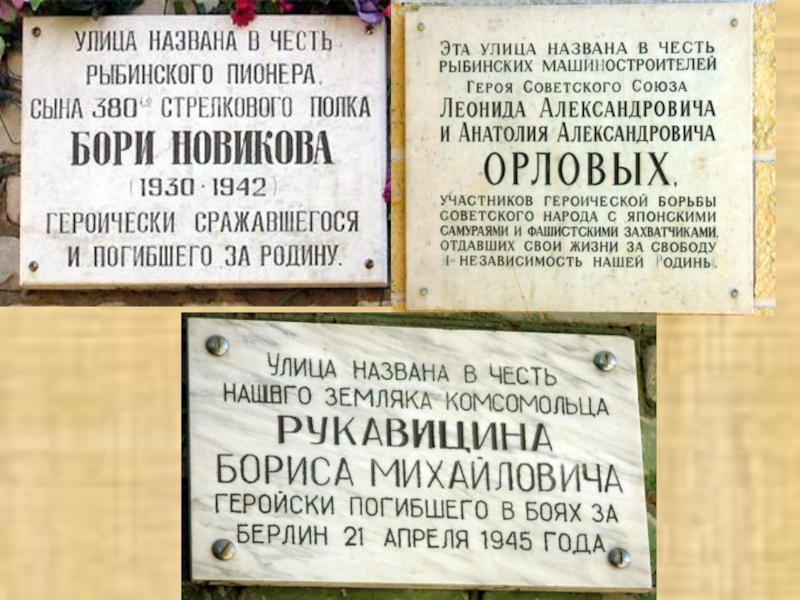 УЛИЦА НАЗВАНА В ЧЕСТЬ
РЫБИНСКОГО ПИОНЕРА,
СЫНА 380го СТРЕЛКОВОГО ПОЛКА
БОРИ НОВИКОВА
(1930 · 1942)
ГЕРОИЧЕСКИ СРАЖАВШЕГОСЯ
И ПОГИБШЕГО ЗА РОДИНУ.
ЭТА УЛИЦА НАЗВАНА В ЧЕСТЬ
РЫБИНСКИХ МАШИНОСТРОИТЕЛЕЙ
ГЕРОЯ СОВЕТСКОГО СОЮЗА
ЛЕОНИДА АЛЕКСАНДРОВИЧА
И АНАТОЛИЯ АЛЕКСАНДРОВИЧА
ОРЛОВЫХ,
УЧАСТНИКОВ ГЕРОИЧЕСКОЙ БОРЬБЫ
СОВЕТСКОГО НАРОДА С ЯПОНСКИМИ
САМУРАЯМИ И ФАШИСТСКИМИ ЗАХВАТЧИКАМИ,
ОТДАВШИХ СВОИ ЖИЗНИ ЗА СВОБОДУ
И НЕЗАВИСИМОСТЬ НАШЕЙ РОДИНЫ.
УЛИЦА НАЗВАНА В ЧЕСТЬ
НАШЕГО ЗЕМЛЯКА КОМСОМОЛЬЦА
РУКАВИЦИНА
БОРИСА МИХАЙЛОВИЧА
ГЕРОЙСКИ ПОГИБШЕГО В БОЯХ ЗА
БЕРЛИН 21 АПРЕЛЯ 1945 ГОДА